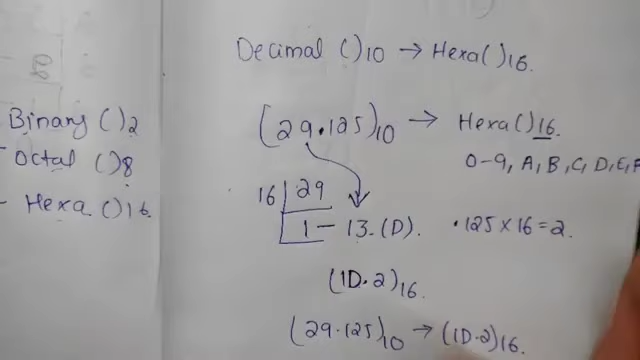 Decimal ()10 → Hexa()16.
Binary ()2
- Octal ()8
- Hexa ()16
(29.125)10 → Hexa()16.
0-9, A, B, C, D, E, F
16 | 29
1 - 13.(D).
.125 x 16 = 2.
(1D.2)16.
(29.125)10 → (1D.2)16.